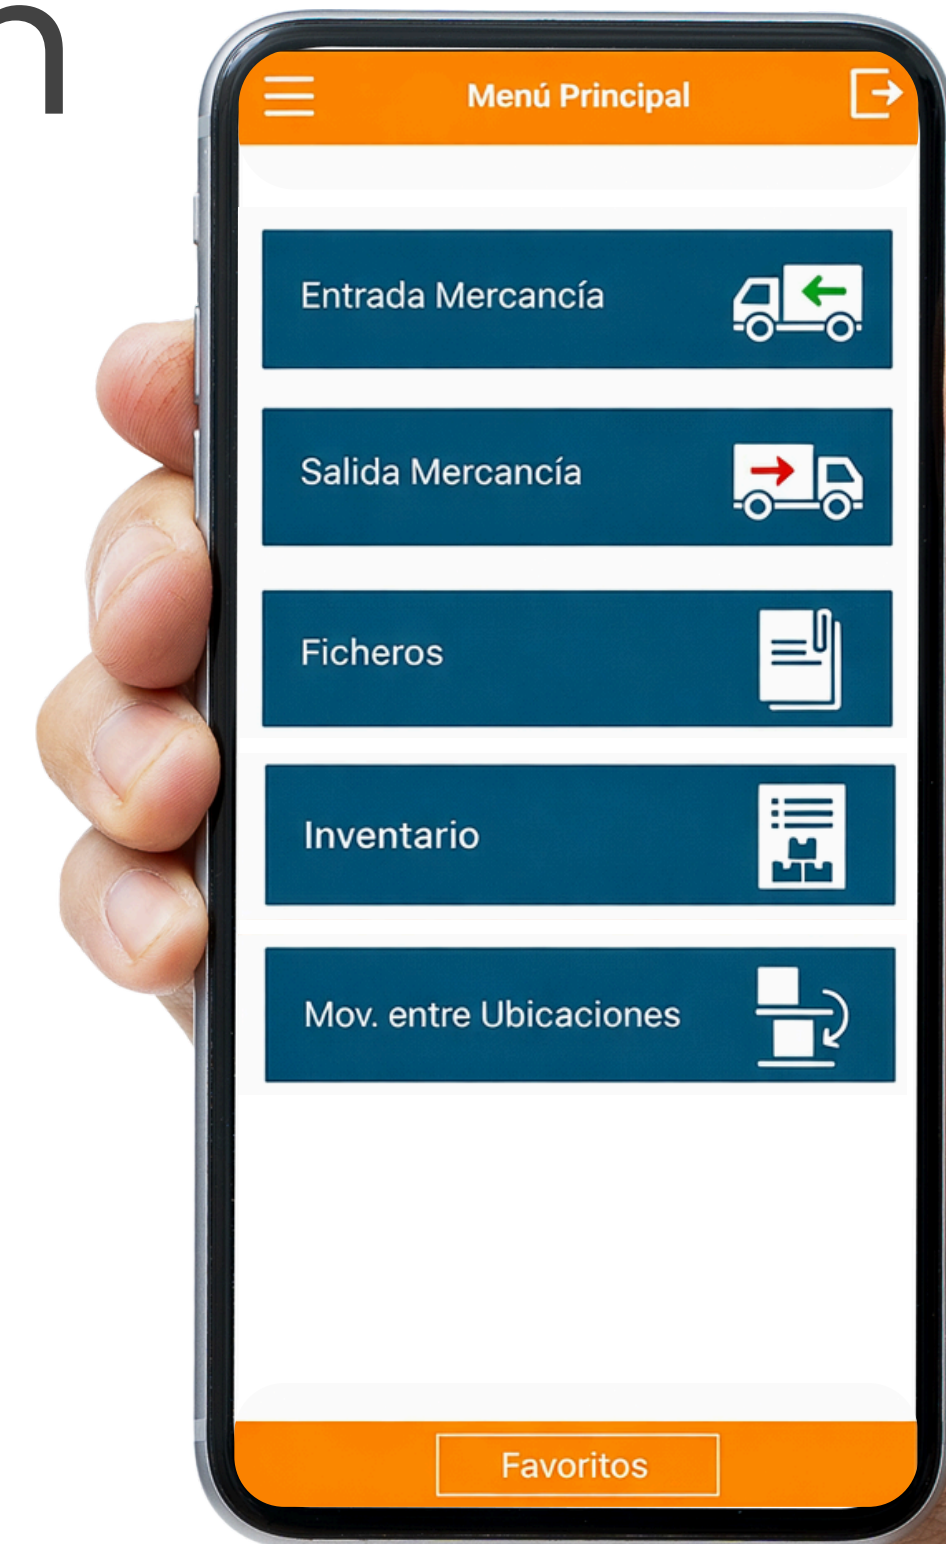 n
Menú Principal
Entrada Mercancía
Salida Mercancía
Ficheros
Inventario
Mov. entre Ubicaciones
Favoritos